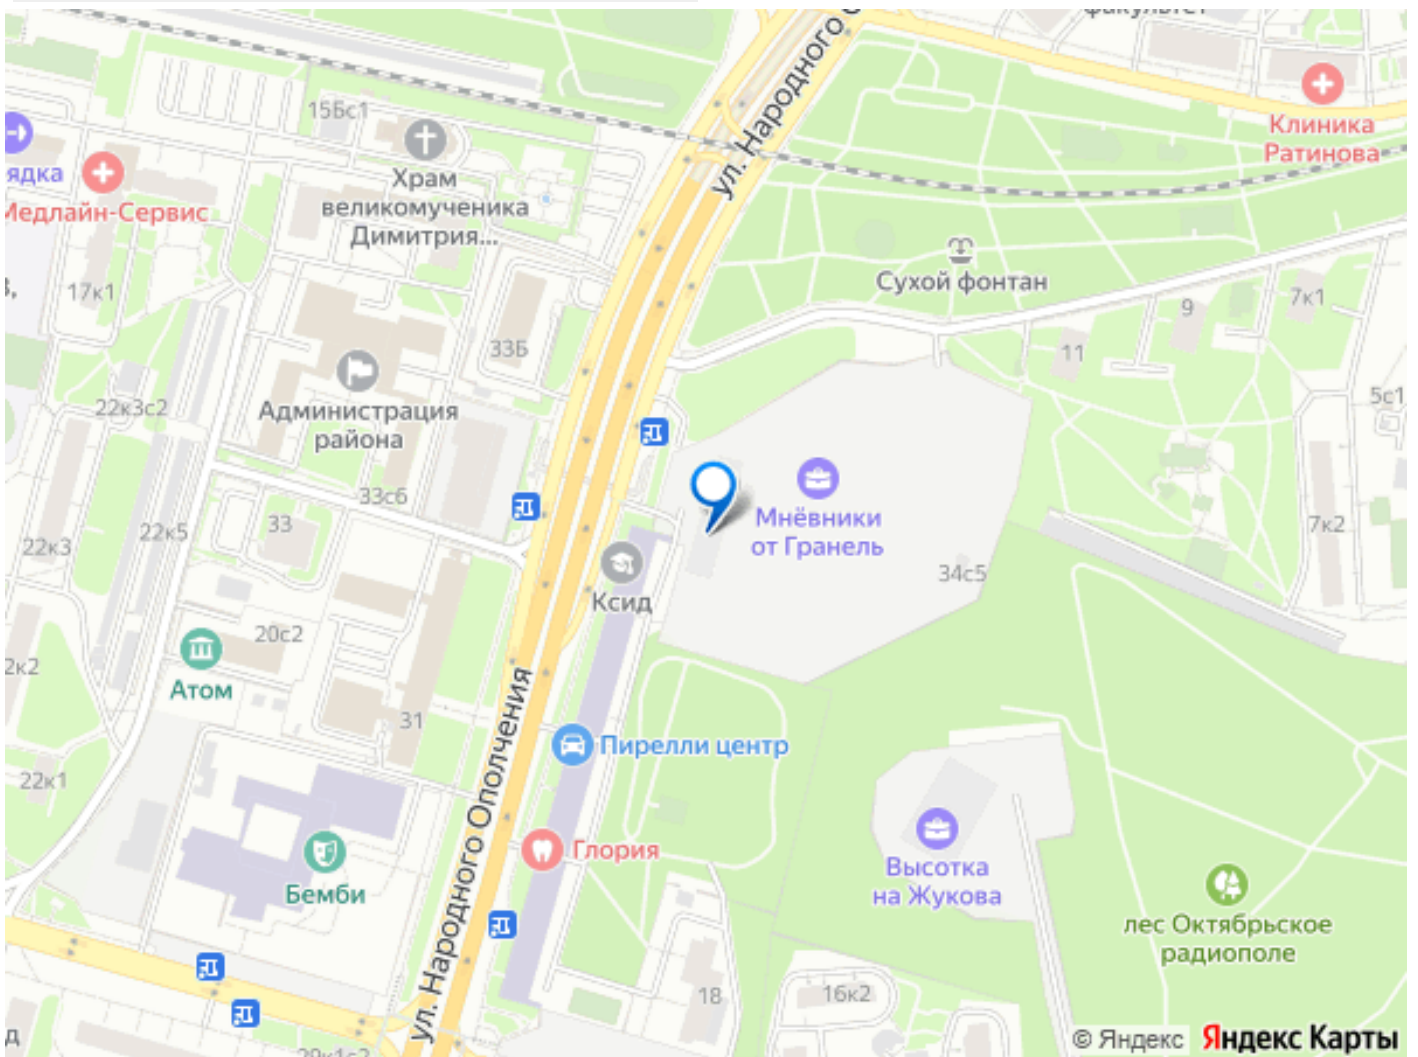 факультет
ул. Народного О
Клиника
Ратинова
15Бс1
Храм
великомученика
Димитрия...
ядка
Медлайн-Сервис
17к1
Сухой фонтан
7к1
9
11
33Б
Администрация
района
22к3с2
5с1
33с6
33
22к5
22к3
Мнёвники
от Гранель
34с5
7к2
Ксид
20с2
2к2
Атом
31
22к1
Пирелли центр
ул. Народного Ополчения
Глория
Бемби
Высотка
на Жукова
лес Октябрьское
радиополе
18
16к2
д
29к1с2
© Яндекс Яндекс Карты